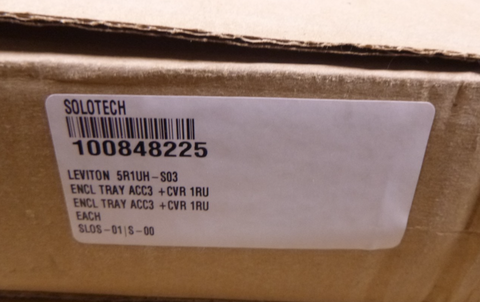 SOLOTECH
100848225
LEVITON 5R1UH-S03
ENCL TRAY ACC3 +CVR 1RU
ENCL TRAY ACC3 +CVR 1RU
EACH
SLOS-01|S-00